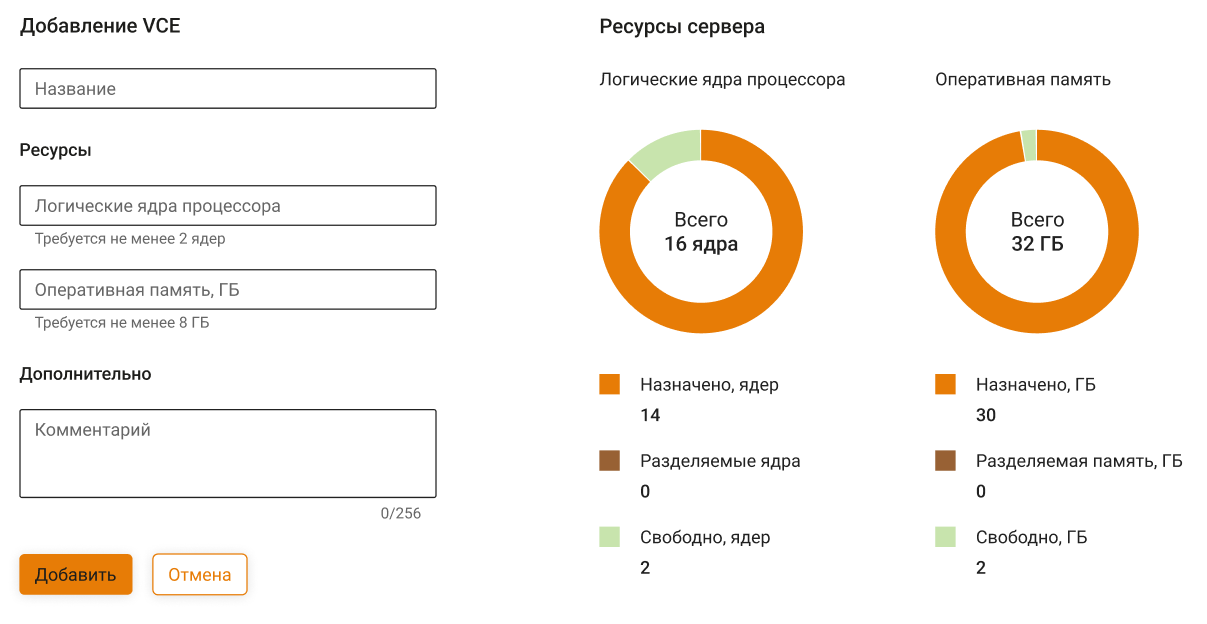 Добавление VCE
Название
Ресурсы
Логические ядра процессора
Требуется не менее 2 ядер
Оперативная память, ГБ
Требуется не менее 8 ГБ
Дополнительно
Комментарий
0/256
Добавить
Отмена
Ресурсы сервера
Логические ядра процессора
Всего
16 ядра
Назначено, ядер
14
Разделяемые ядра
0
Свободно, ядер
2
Оперативная память
Всего
32 ГБ
Назначено, ГБ
30
Разделяемая память, ГБ
0
Свободно, ГБ
2